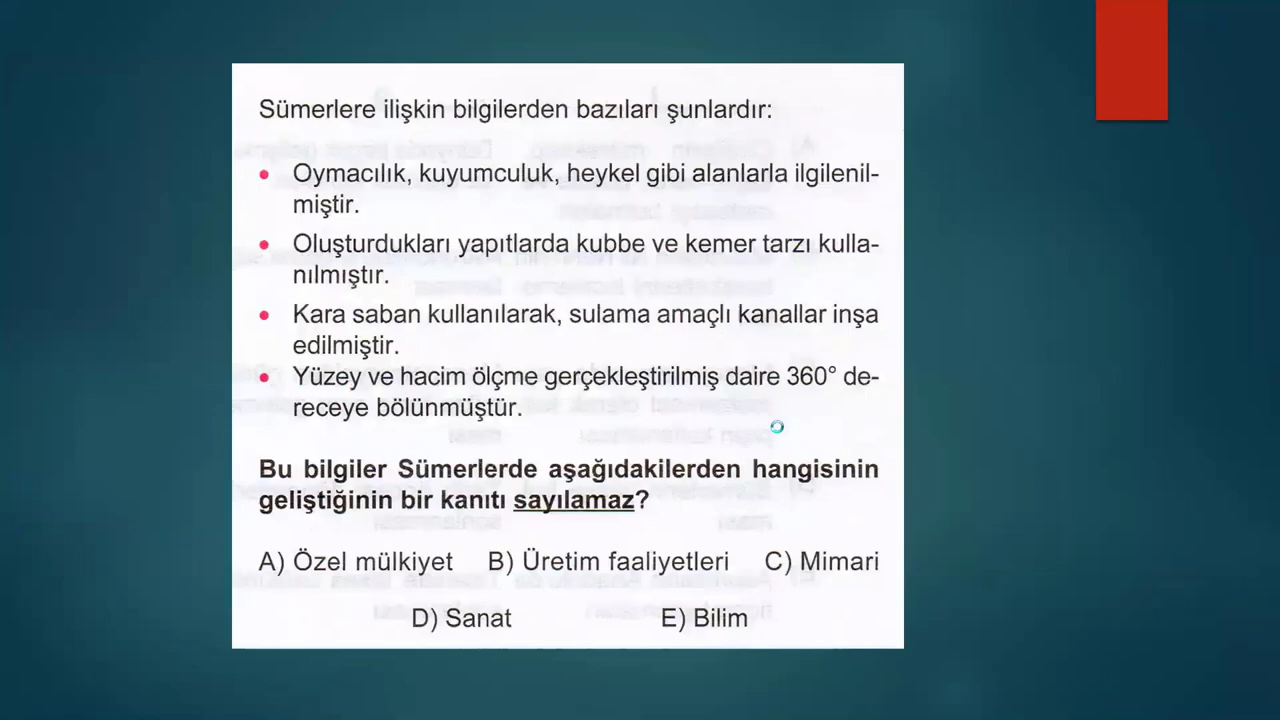 Sümerlere ilişkin bilgilerden bazıları şunlardır:
• Oymacılık, kuyumculuk, heykel gibi alanlarla ilgilenil-
miştir.
• Oluşturdukları yapıtlarda kubbe ve kemer tarzı kulla-
nılmıştır.
• Kara saban kullanılarak, sulama amaçlı kanallar inşa
edilmiştir.
• Yüzey ve hacim ölçme gerçekleştirilmiş daire 360° de-
receye bölünmüştür.
Bu bilgiler Sümerlerde aşağıdakilerden hangisinin
geliştiğinin bir kanıtı sayılamaz?
A) Özel mülkiyet B) Üretim faaliyetleri C) Mimari
D) Sanat E) Bilim